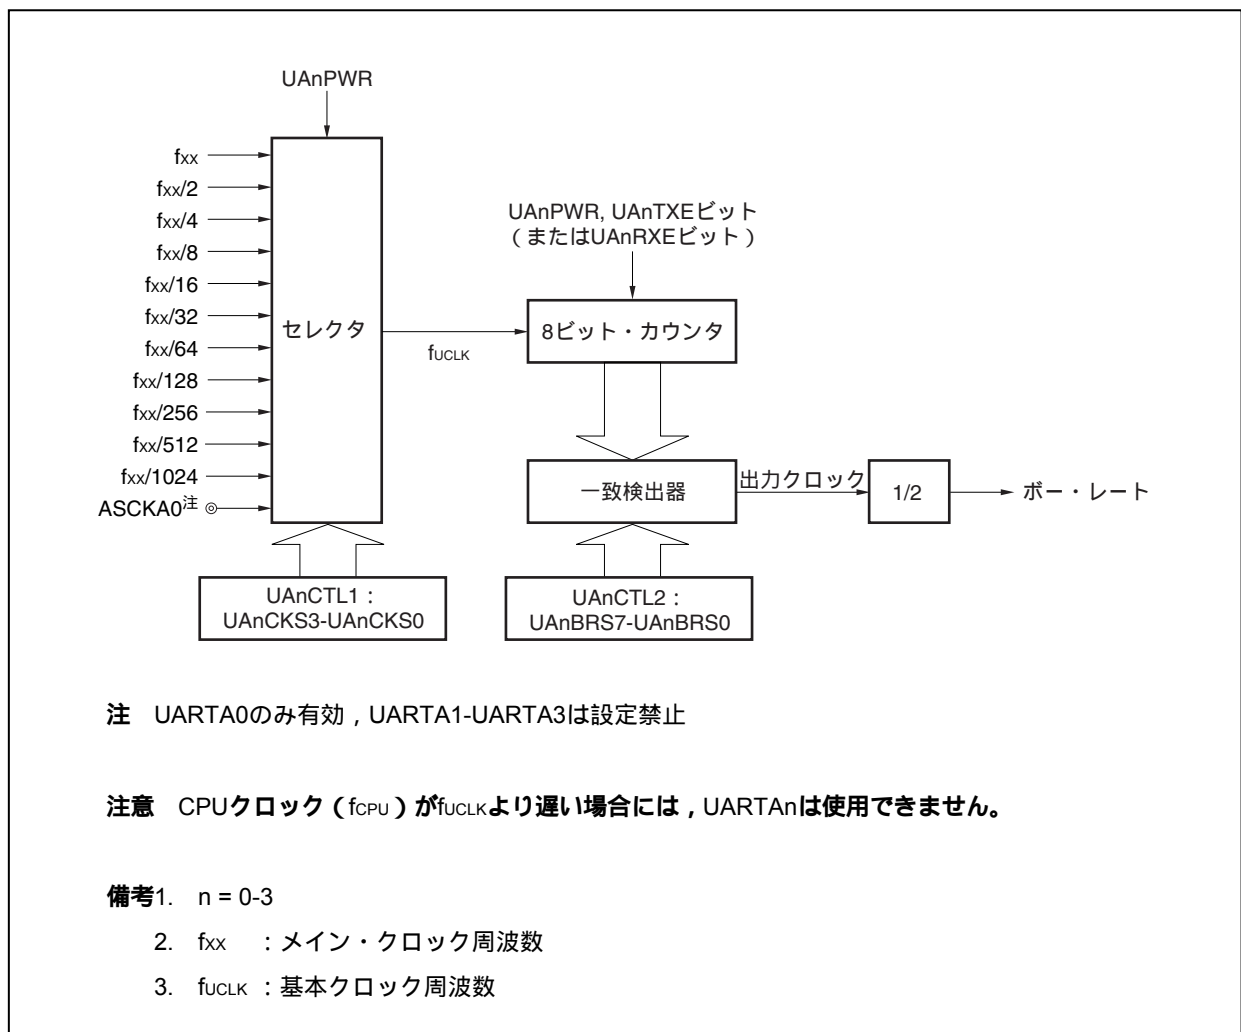 UAnPWR
fxx
fxx/2
fxx/4
fxx/8
fxx/16
fxx/32
fxx/64
fxx/128
fxx/256
fxx/512
fxx/1024
ASCKA0注
セレクタ
fUCLK
UAnPWR, UAnTXEビット
（またはUAnRXEビット）
8ビット・カウンタ
一致検出器
出力クロック
1/2
ボー・レート
UAnCTL1：
UAnCKS3-UAnCKS0
UAnCTL2：
UAnBRS7-UAnBRS0
注 UARTA0のみ有効，UARTA1-UARTA3は設定禁止
注意 CPUクロック（fCPU）がfUCLKより遅い場合には，UARTAnは使用できません。
備考1. n = 0-3
2. fxx ：メイン・クロック周波数
3. fUCLK ：基本クロック周波数